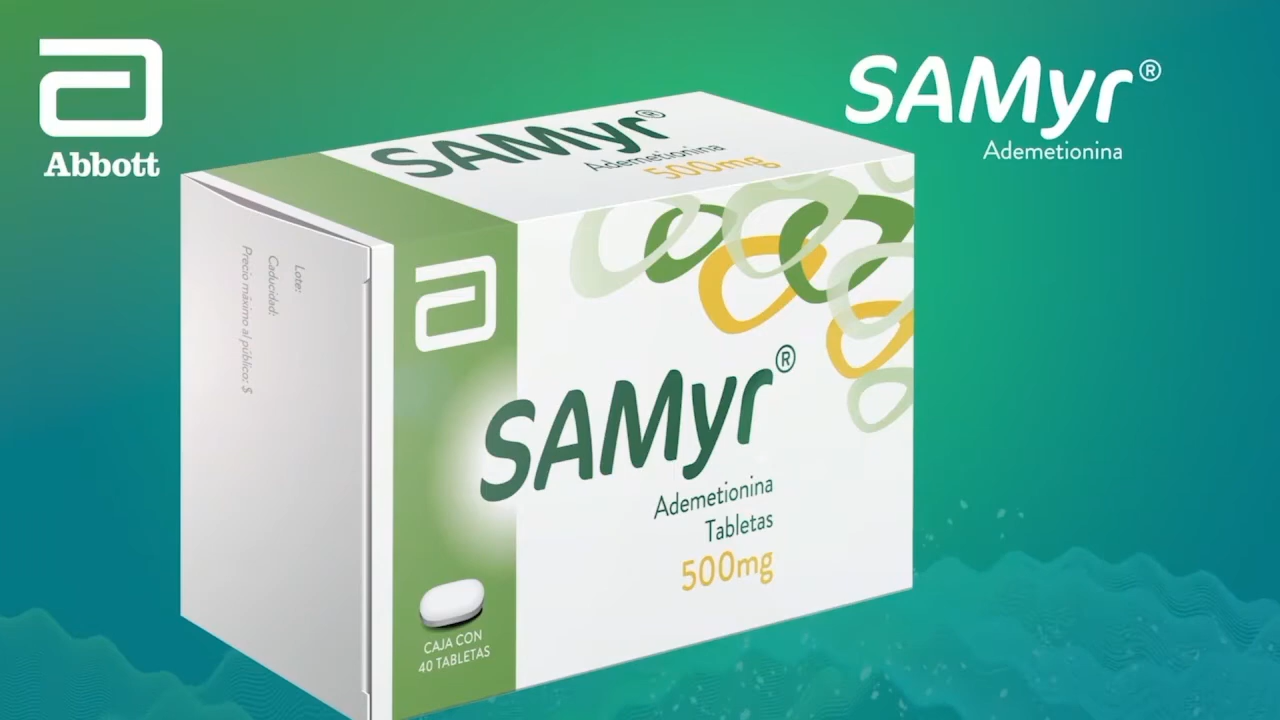 Abbott
SAMyr®
Ademetionina
SAMyr®
Ademetionina
500mg
Lote:
Caducidad:
Precio máximo al público: $
SAMyr®
Ademetionina
Tabletas
500mg
CAJA CON
40 TABLETAS